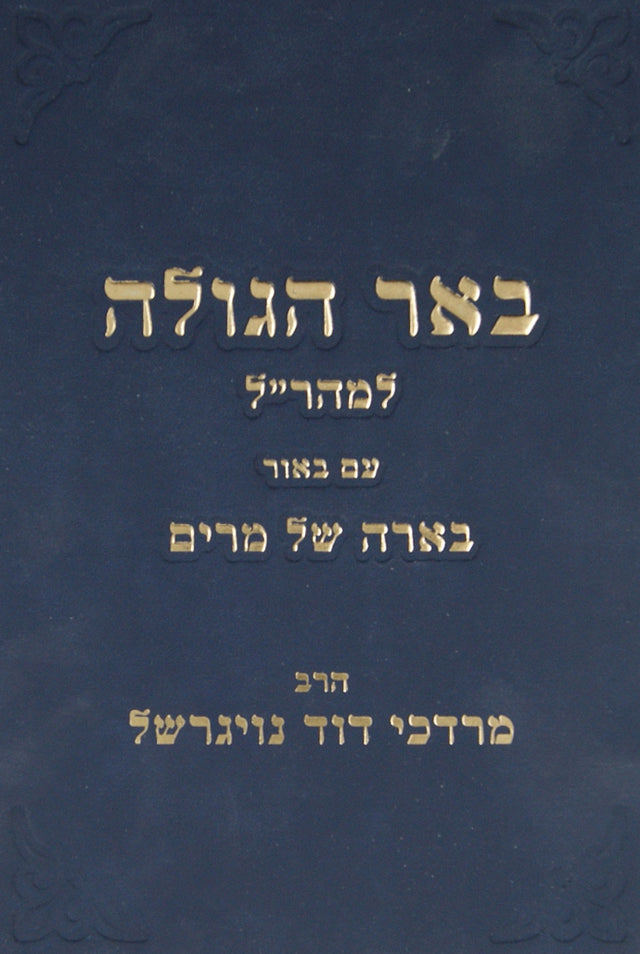 באר הגולה
למהר״ל
עם באור
בארה של מרים
הרב
מרדכי דוד נויגרשל